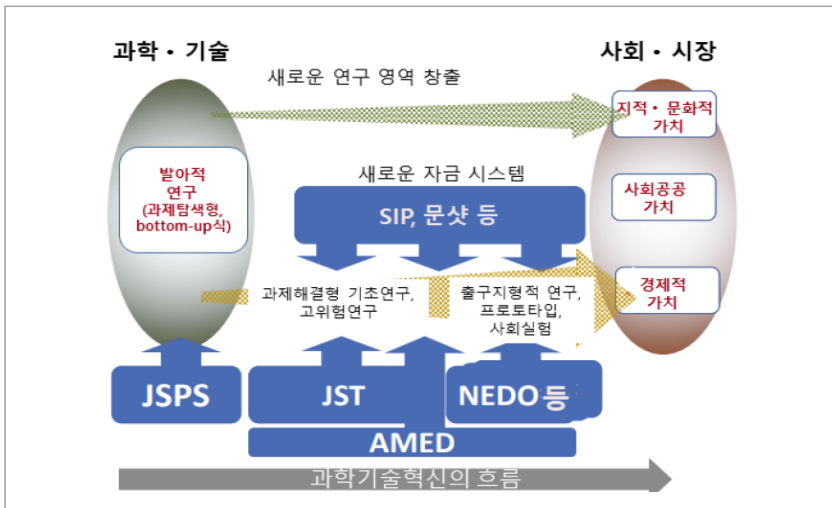 과학・기술
사회・시장
새로운 연구 영역 창출
지적・ 문화적
가치
발아적
연구
(과제탐색형,
bottom-up식)
새로운 자금 시스템
SIP, 문샷 등
사회공공
가치
과제해결형 기초연구,
고위험연구
출구지형적 연구,
프로토타입,
사회실험
경제적
가치
JSPS
JST
NEDO 등
AMED
과학기술혁신의 흐름